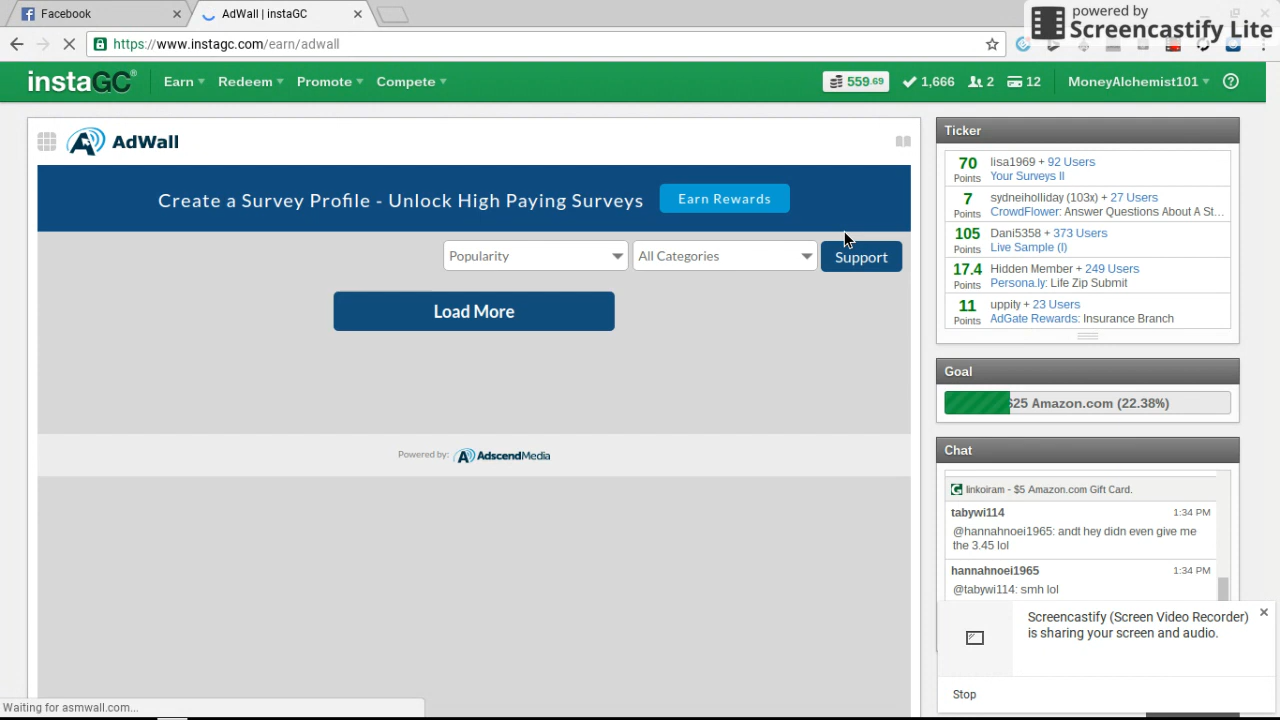 Facebook
AdWall | instaGC
powered by
Screencastify Lite
https://www.instagc.com/earn/adwall
instaGC
Earn
Redeem
Promote
Compete
559.69
1,666
2
12
MoneyAlchemist101
AdWall
Create a Survey Profile - Unlock High Paying Surveys
Earn Rewards
Popularity
All Categories
Support
Load More
Powered by: AdscendMedia
Ticker
70 lisa1969 + 92 Users
Points Your Surveys II
7 sydneiholliday (103x) + 27 Users
Points CrowdFlower: Answer Questions About A St...
105 Dani5358 + 373 Users
Points Live Sample (I)
17.4 Hidden Member + 249 Users
Points Persona.ly: Life Zip Submit
11 uppity + 23 Users
Points AdGate Rewards: Insurance Branch
Goal
$25 Amazon.com (22.38%)
Chat
linkoiram - $5 Amazon.com Gift Card.
tabywi114 1:34 PM
@hannahnoei1965: andt hey didn even give me
the 3.45 lol
hannahnoei1965 1:34 PM
@tabywi114: smh lol
Screencastify (Screen Video Recorder)
is sharing your screen and audio.
Stop
Waiting for asmwall.com...